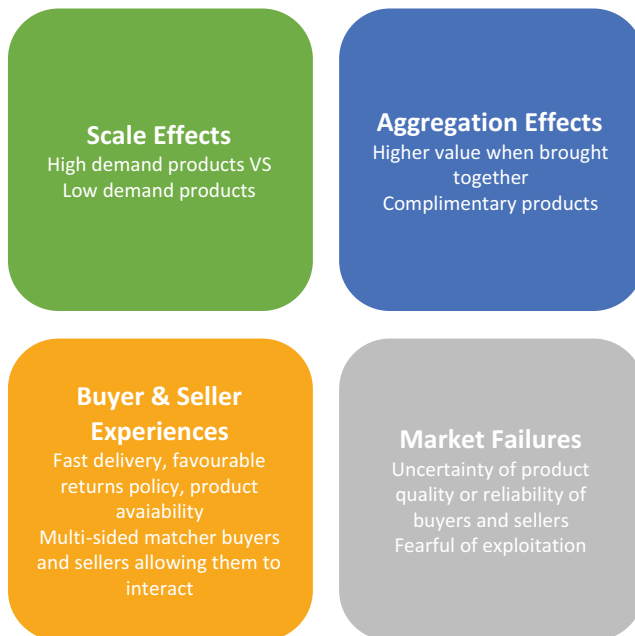 Scale Effects
High demand products VS
Low demand products
Aggregation Effects
Higher value when brought
together
Complimentary products
Buyer & Seller
Experiences
Fast delivery, favourable
returns policy, product
avaiability
Multi-sided matcher buyers
and sellers allowing them to
interact
Market Failures
Uncertainty of product
quality or reliability of
buyers and sellers
Fearful of exploitation